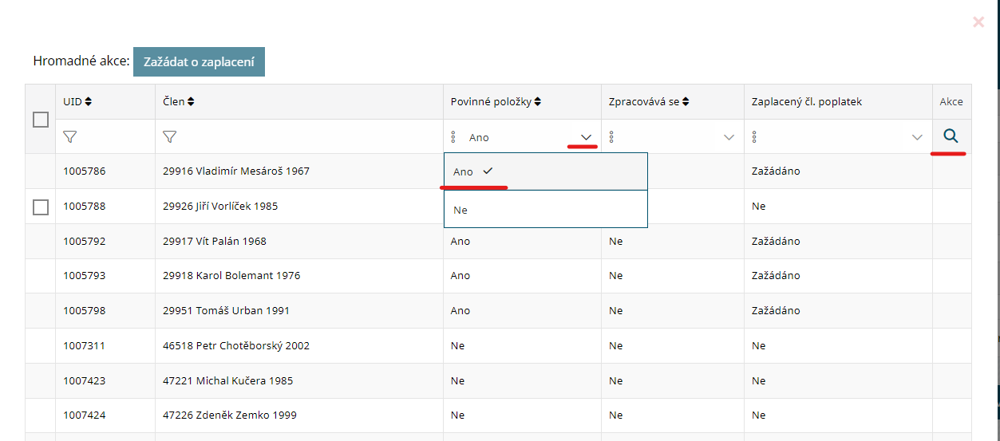 Hromadné akce: Zažádat o zaplacení
UID Člen Povinné položky Zpracovává se Zaplacený čl. poplatek Akce
Ano
1005786 29916 Vladimír Mesároš 1967 Ano Zažádáno
1005788 29926 Jiří Vorlíček 1985 Ne Ne
1005792 29917 Vít Palán 1968 Ano Ne Zažádáno
1005793 29918 Karol Bolemant 1976 Ano Ne Zažádáno
1005798 29951 Tomáš Urban 1991 Ano Ne Zažádáno
1007311 46518 Petr Chotěborský 2002 Ne Ne Ne
1007423 47221 Michal Kučera 1985 Ne Ne Ne
1007424 47226 Zdeněk Zemko 1999 Ne Ne Ne